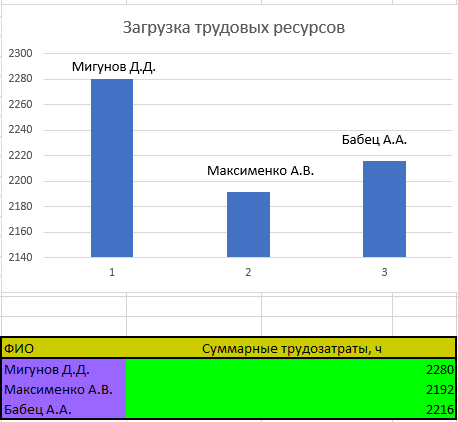 Загрузка трудовых ресурсов
2300
2280
2260
2240
2220
2200
2180
2160
2140
Мигунов Д.Д.
Максименко А.В.
Бабец А.А.
1 2 3
ФИО Суммарные трудозатраты, ч
Мигунов Д.Д. 2280
Максименко А.В. 2192
Бабец А.А. 2216